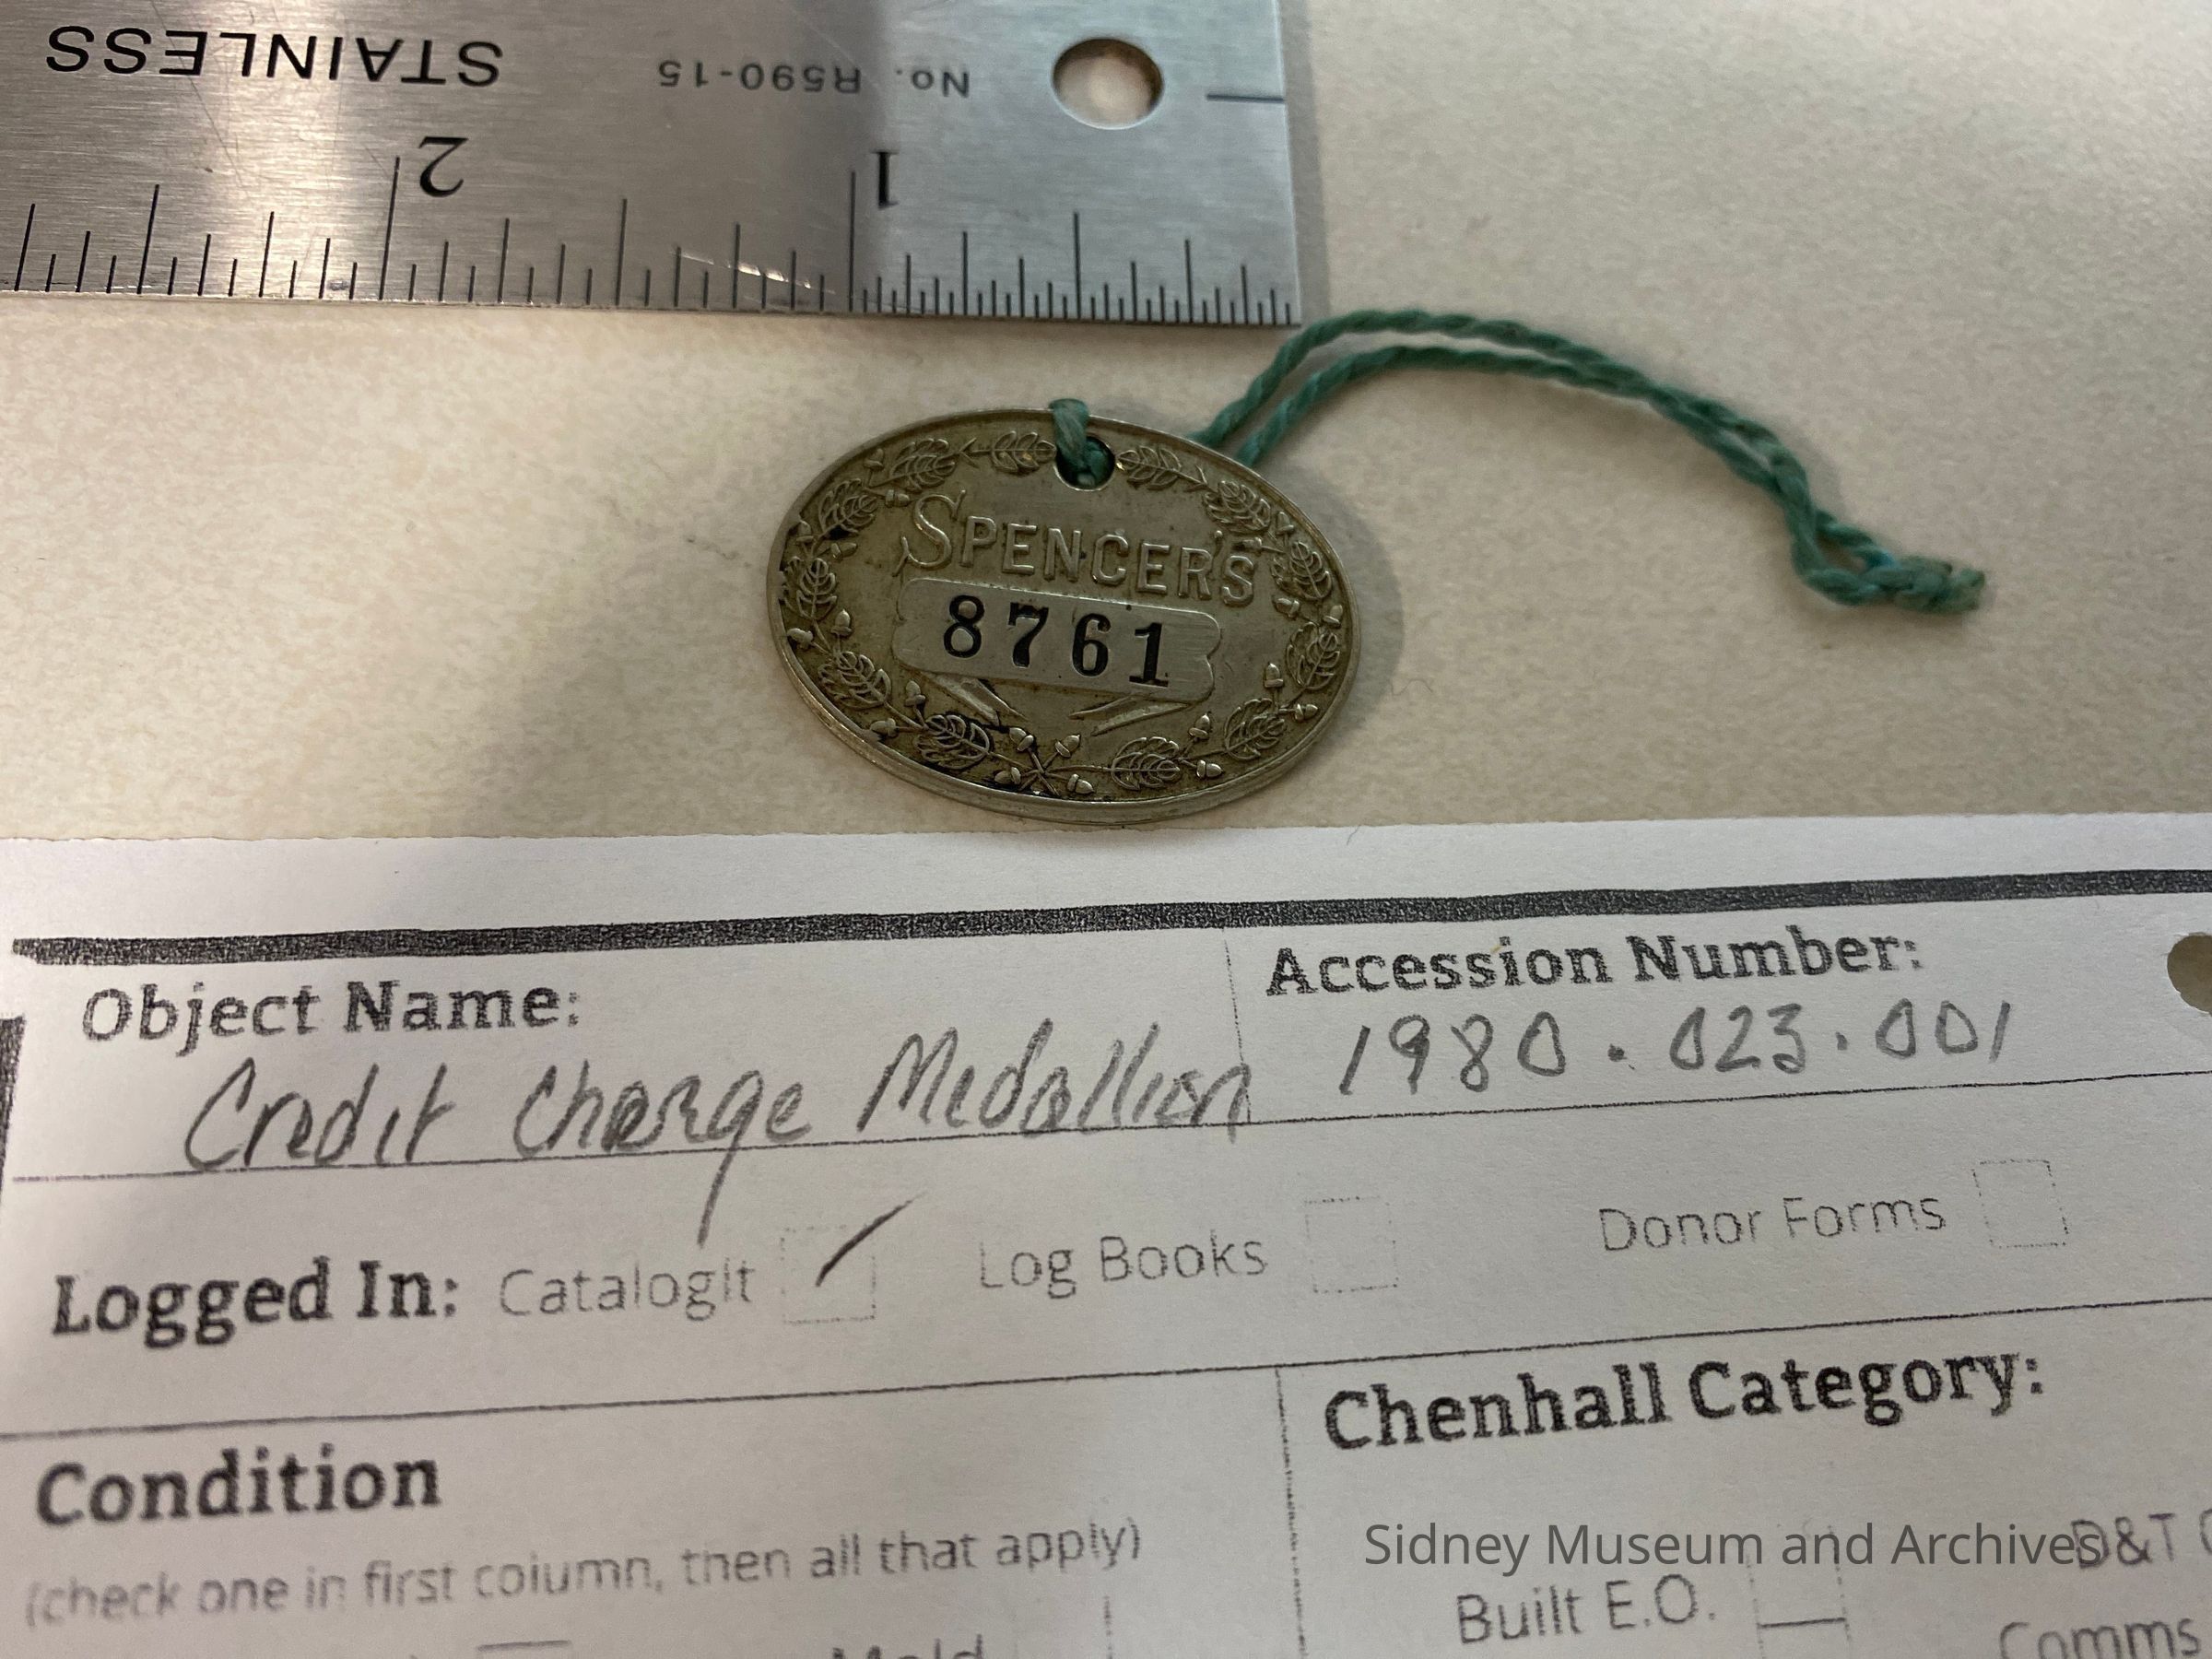 STAINLESS
No. R590-15
2
1
SPENCER'S
8761
Object Name:
Credit Charge Medallion
Accession Number:
1980.023.001
Logged In: CatalogIt
Log Books
Donor Forms
Condition
(check one in first column, then all that apply)
Chenhall Category:
Sidney Museum and Archives
D&T
Built E.O.
Comms
Mold